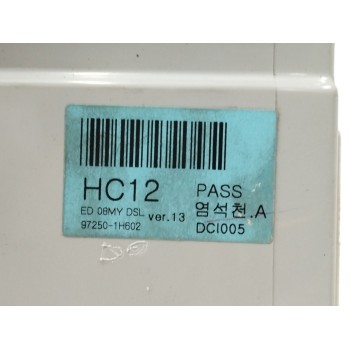 HC12 PASS
ED 08MY DSL ver.13 염석천.A
97250-1H602 DCI005